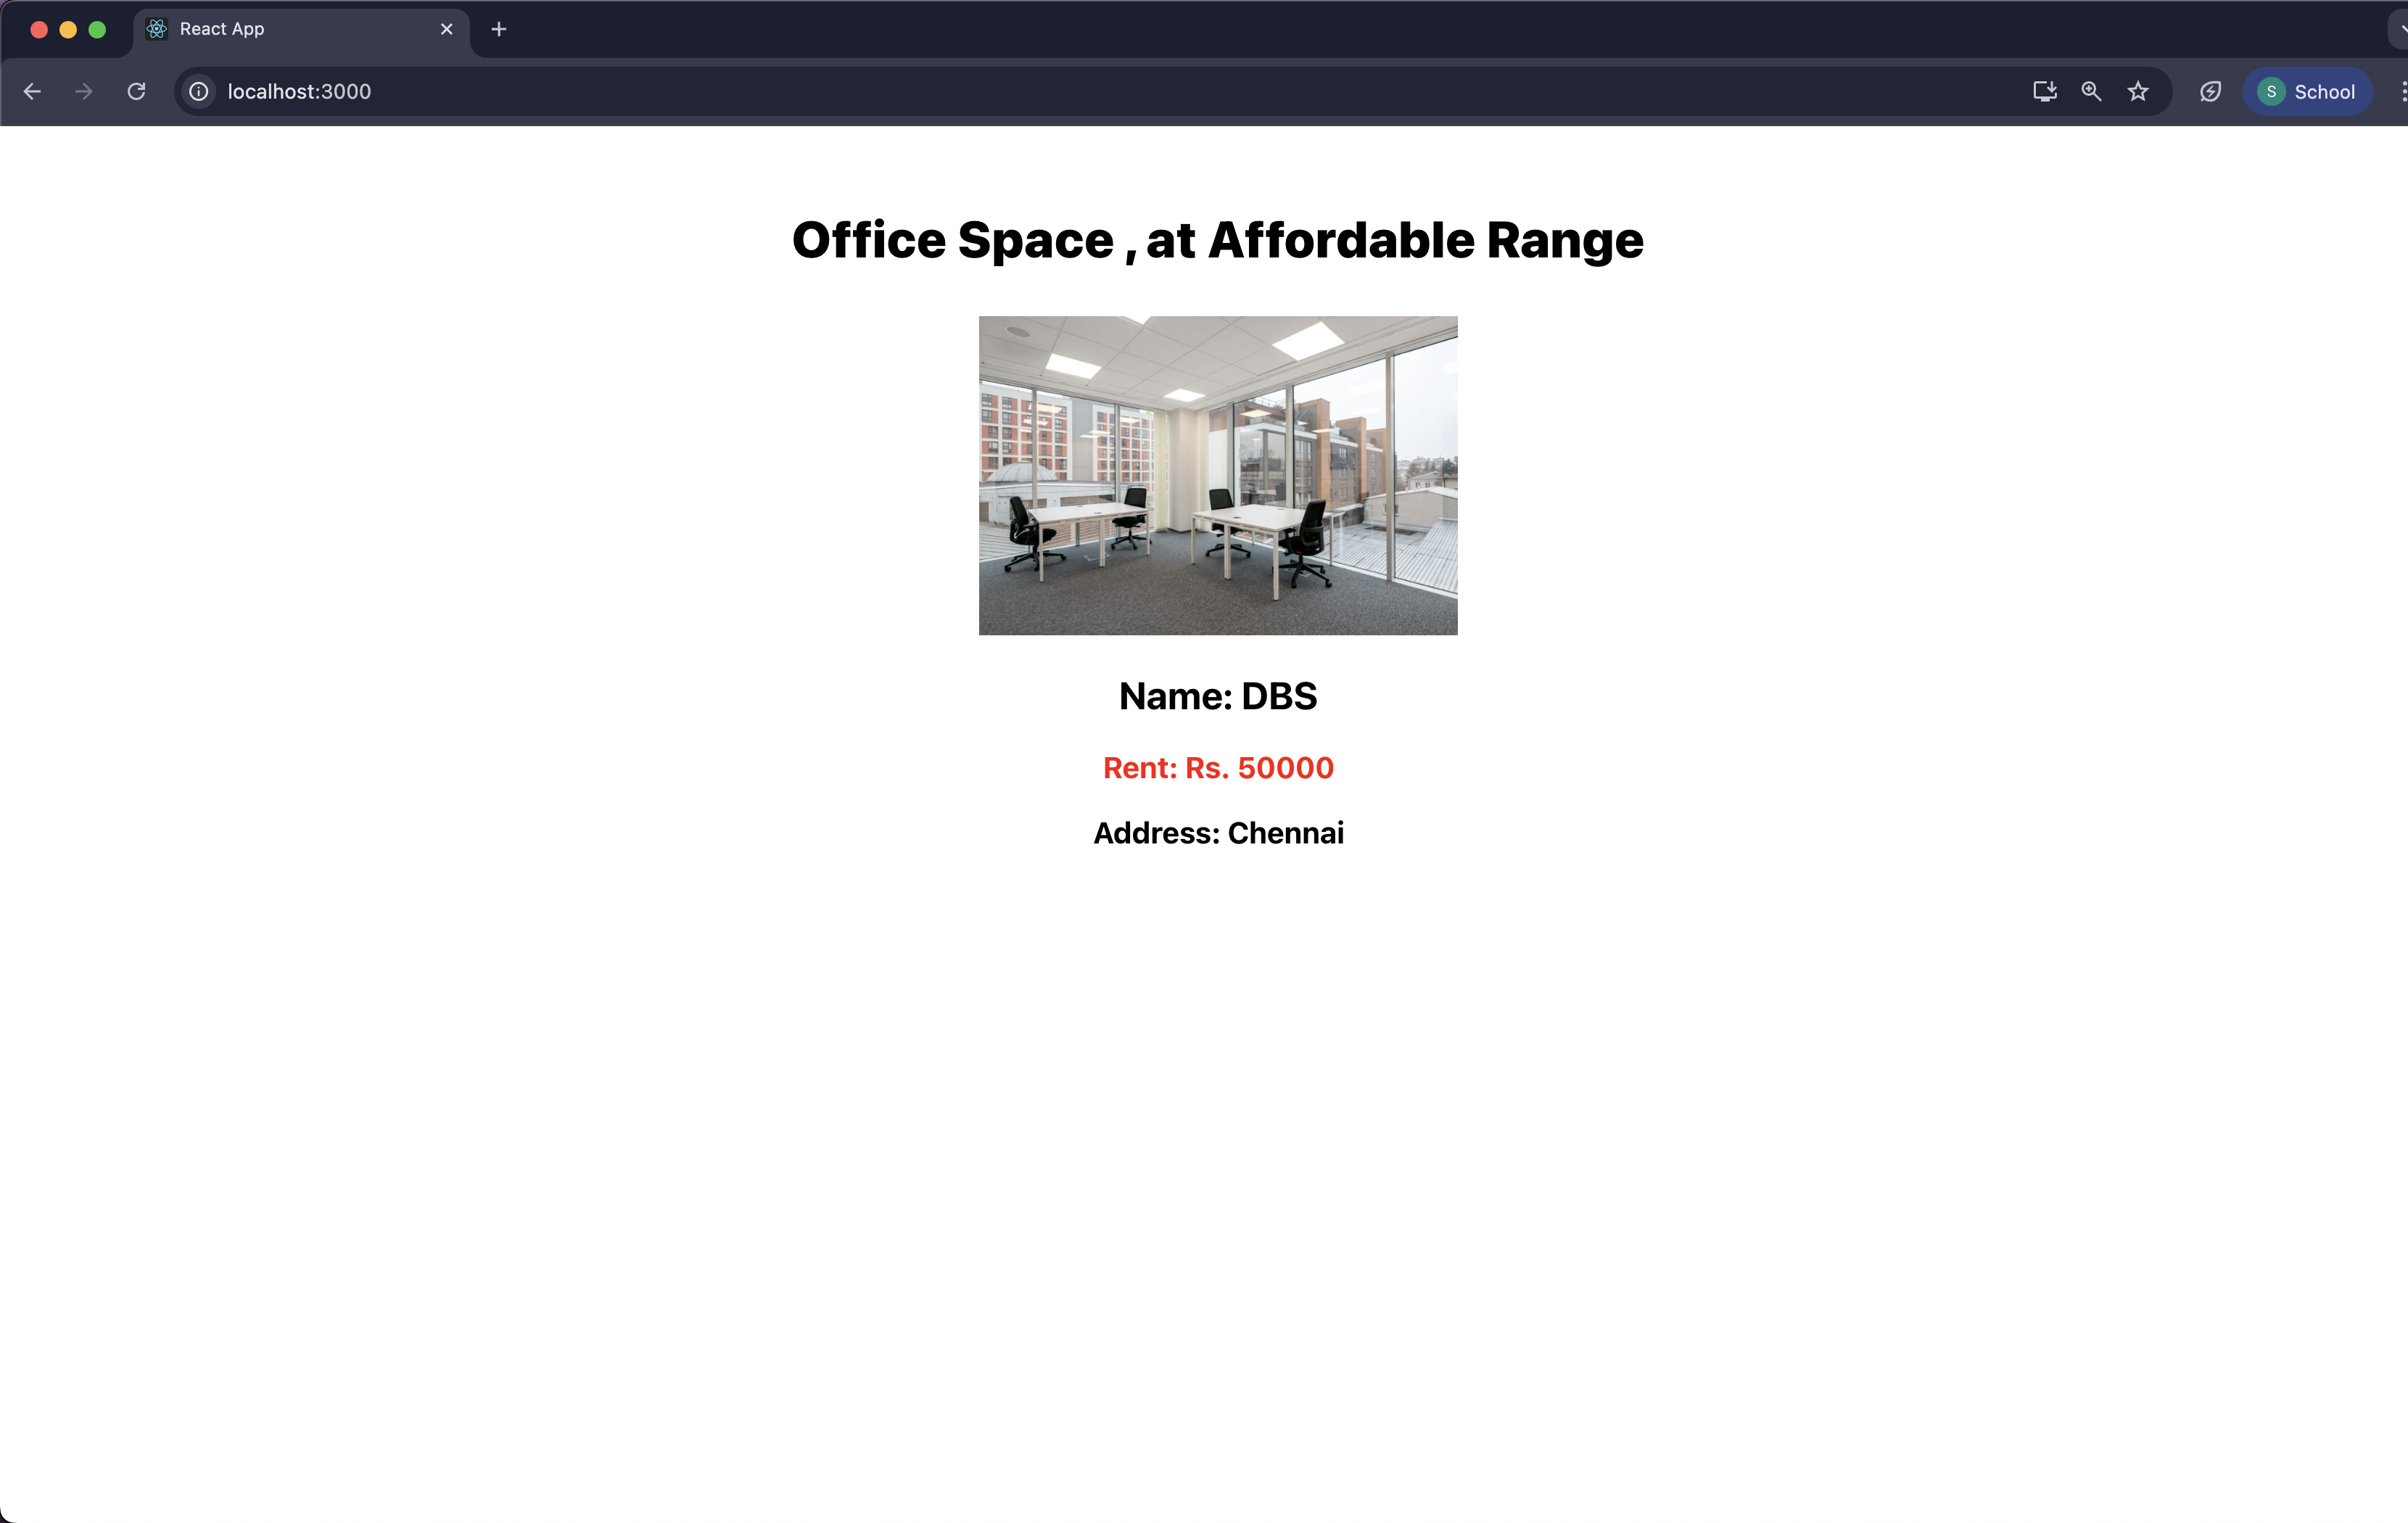 React App
localhost:3000
S School
Office Space , at Affordable Range
Name: DBS
Rent: Rs. 50000
Address: Chennai